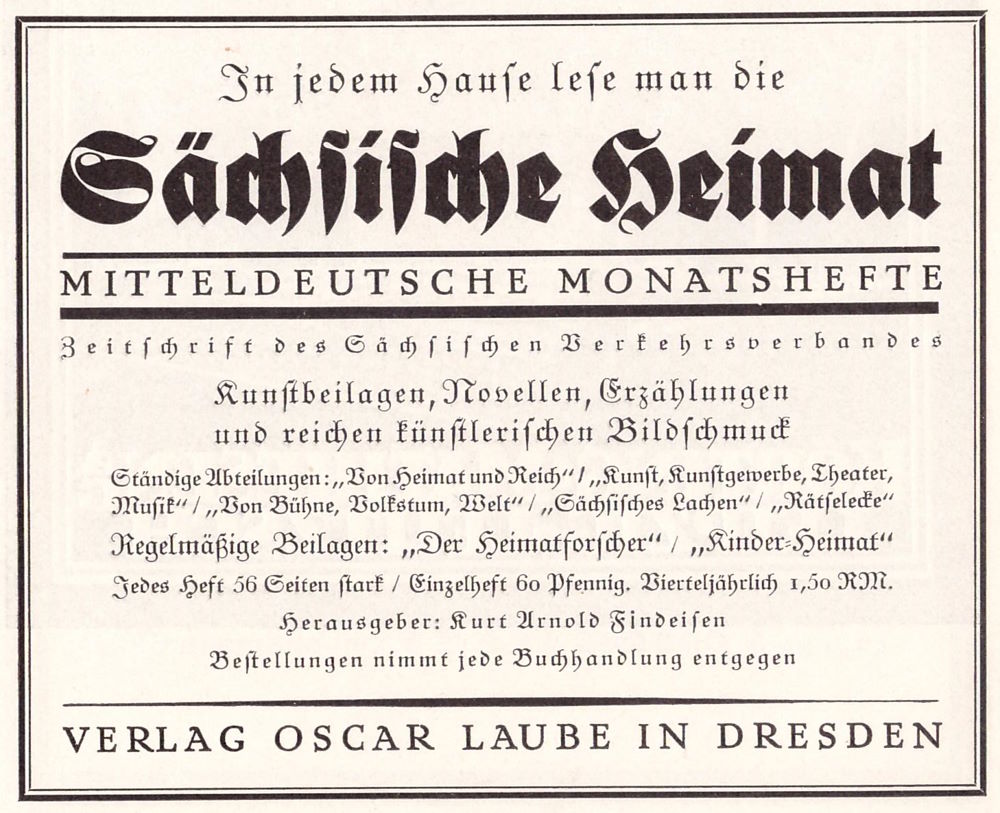 In jedem Hause lese man die
Sächsische Heimat
MITTELDEUTSCHE MONATSHEFTE
Zeitschrift des Sächsischen Verkehrsverbandes
Kunstbeilagen, Novellen, Erzählungen
und reichen künstlerischen Bildschmuck
Ständige Abteilungen: „Von Heimat und Reich“ / „Kunst, Kunstgewerbe, Theater,
Musik“ / „Von Bühne, Volkstum, Welt“ / „Sächsisches Lachen“ / „Rätselecke“
Regelmäßige Beilagen: „Der Heimatforscher“ / „Kinder-Heimat“
Jedes Heft 56 Seiten stark / Einzelheft 60 Pfennig. Vierteljährlich 1,50 RM.
Herausgeber: Kurt Arnold Findeisen
Bestellungen nimmt jede Buchhandlung entgegen
VERLAG OSCAR LAUBE IN DRESDEN